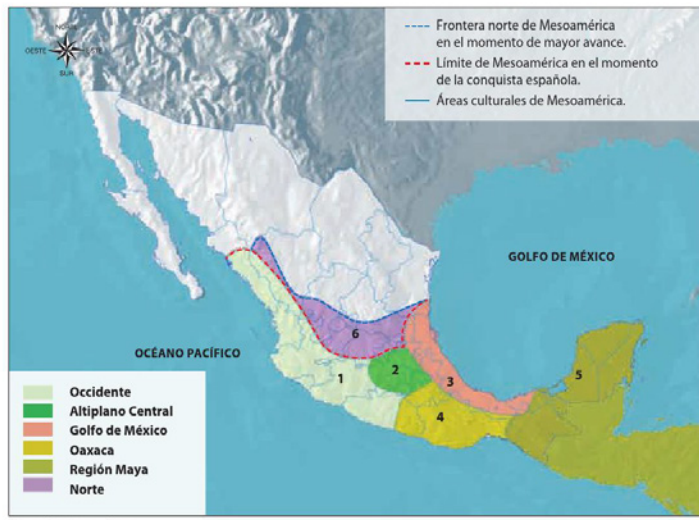 NORTE
OESTE
ESTE
SUR
Frontera norte de Mesoamérica
en el momento de mayor avance.
Límite de Mesoamérica en el momento
de la conquista española.
Áreas culturales de Mesoamérica.
GOLFO DE MÉXICO
OCÉANO PACÍFICO
6
5
1
2
3
4
Occidente
Altiplano Central
Golfo de México
Oaxaca
Región Maya
Norte